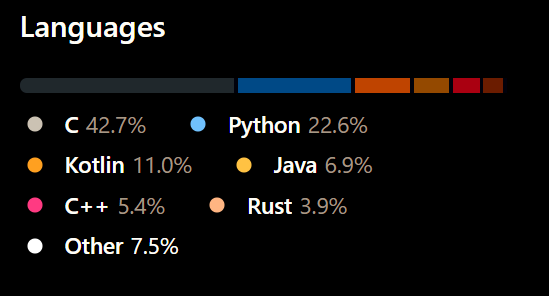 Languages
C 42.7% Python 22.6%
Kotlin 11.0% Java 6.9%
C++ 5.4% Rust 3.9%
Other 7.5%